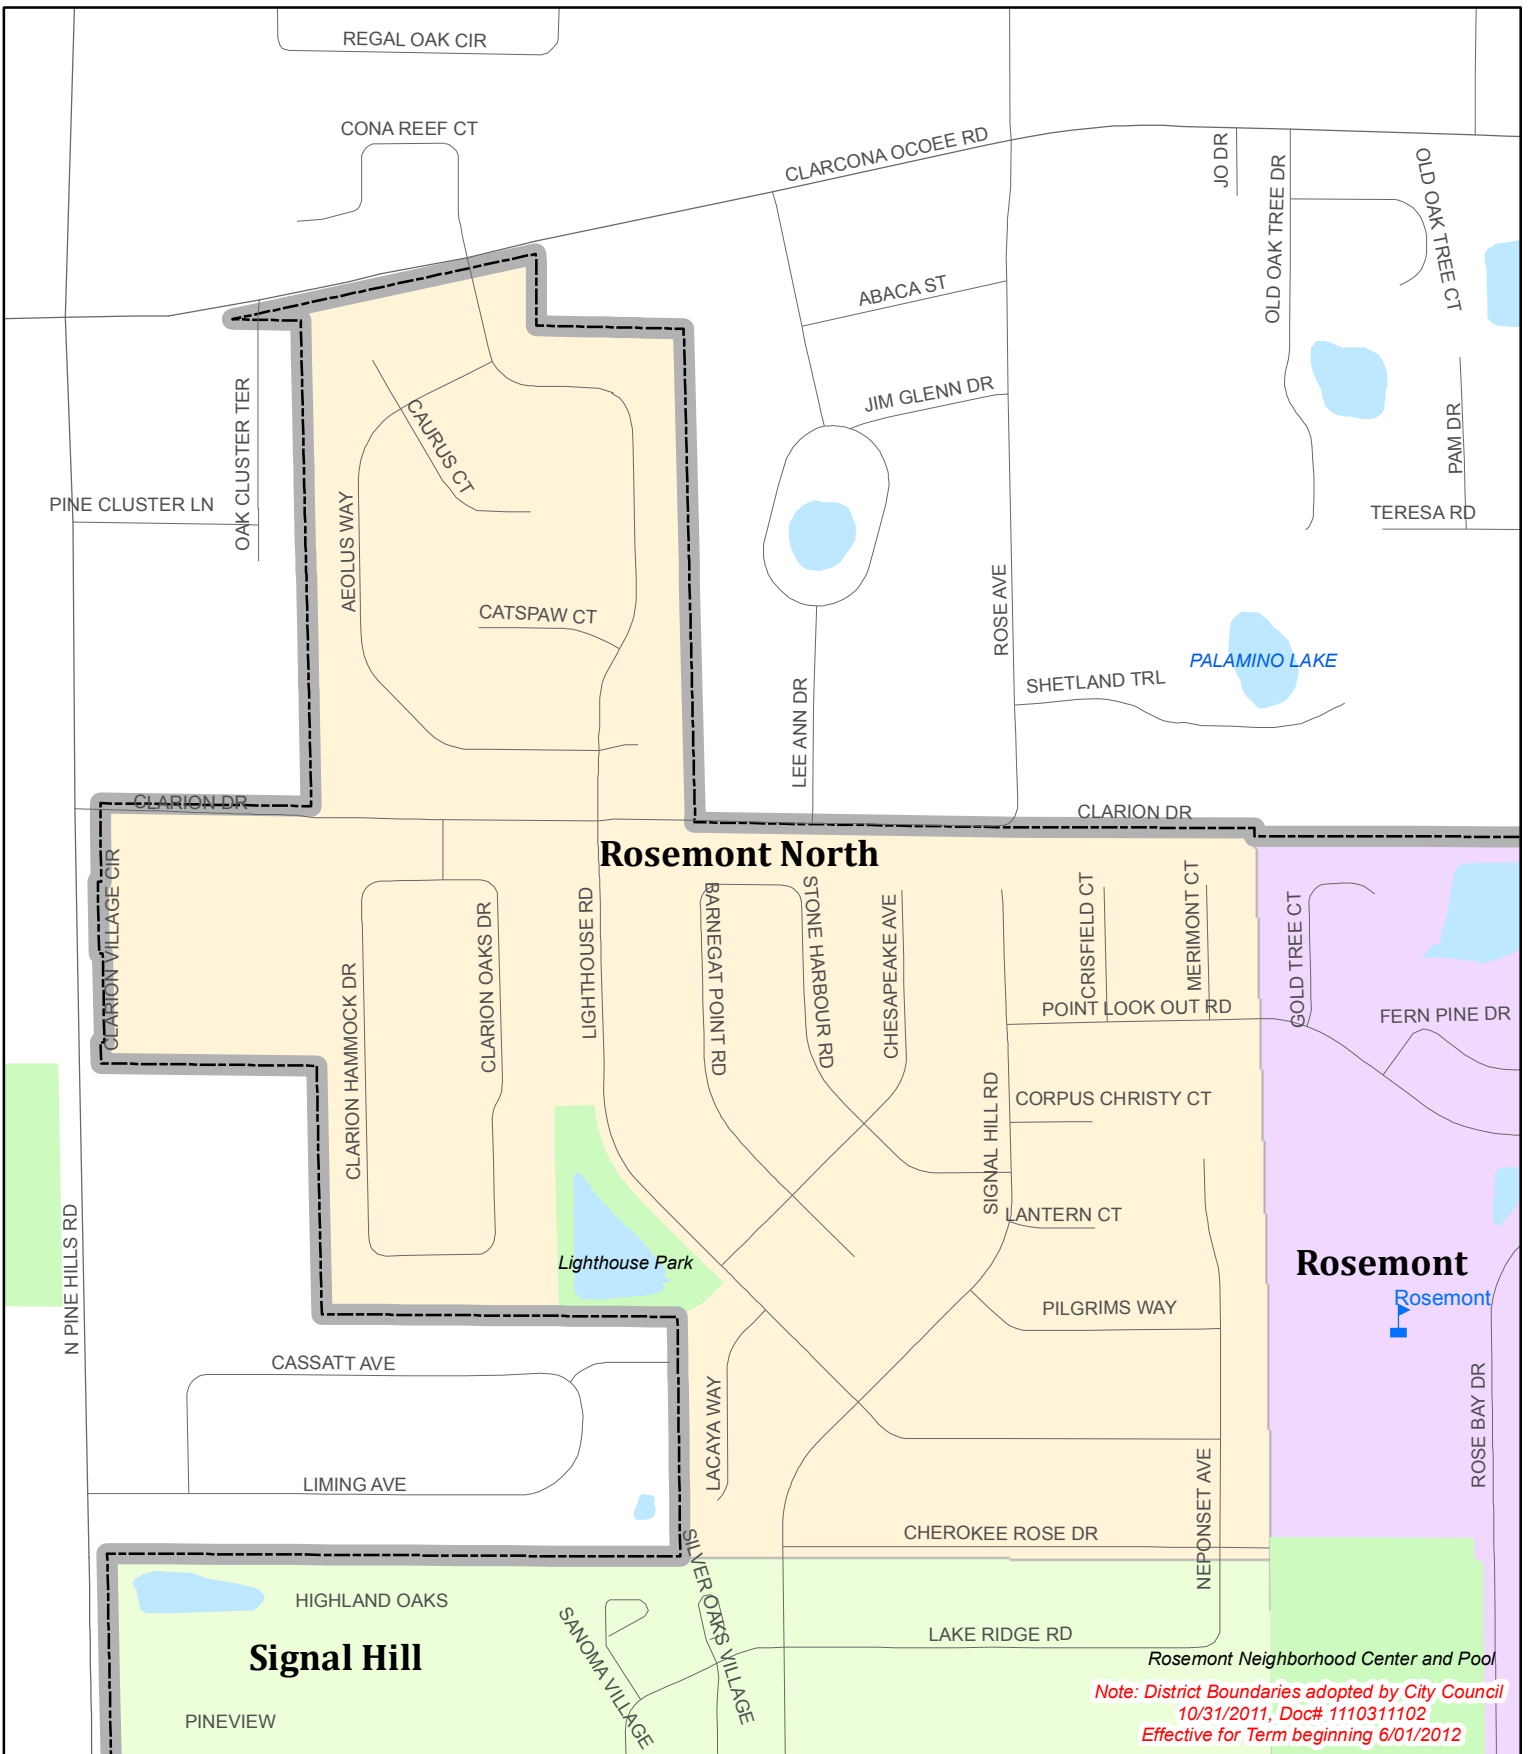 REGAL OAK CIR
CONA REEF CT
CLARCONA OCOEE RD
JO DR
OLD OAK TREE DR
OLD OAK TREE CT
ABACA ST
JIM GLENN DR
OAK CLUSTER TER
CAURUS CT
PAM DR
PINE CLUSTER LN
TERESA RD
AEOLUS WAY
CATSPAW CT
ROSE AVE
PALAMINO LAKE
SHETLAND TRL
LEE ANN DR
CLARION DR
CLARION DR
Rosemont North
CLARION VILLAGE CIR
CLARION HAMMOCK DR
CLARION OAKS DR
LIGHTHOUSE RD
BARNEGAT POINT RD
STONE HARBOUR RD
CHESAPEAKE AVE
CRISFIELD CT
MERIMONT CT
GOLD TREE CT
POINT LOOK OUT RD
FERN PINE DR
SIGNAL HILL RD
CORPUS CHRISTY CT
LANTERN CT
N PINE HILLS RD
Lighthouse Park
Rosemont
Rosemont
PILGRIMS WAY
CASSATT AVE
LACAYA WAY
ROSE BAY DR
LIMING AVE
NEPONSET AVE
CHEROKEE ROSE DR
SILVER OAKS VILLAGE
HIGHLAND OAKS
SANOMA VILLAGE
LAKE RIDGE RD
Signal Hill
Rosemont Neighborhood Center and Pool
PINEVIEW
Note: District Boundaries adopted by City Council
10/31/2011, Doc# 1110311102
Effective for Term beginning 6/01/2012